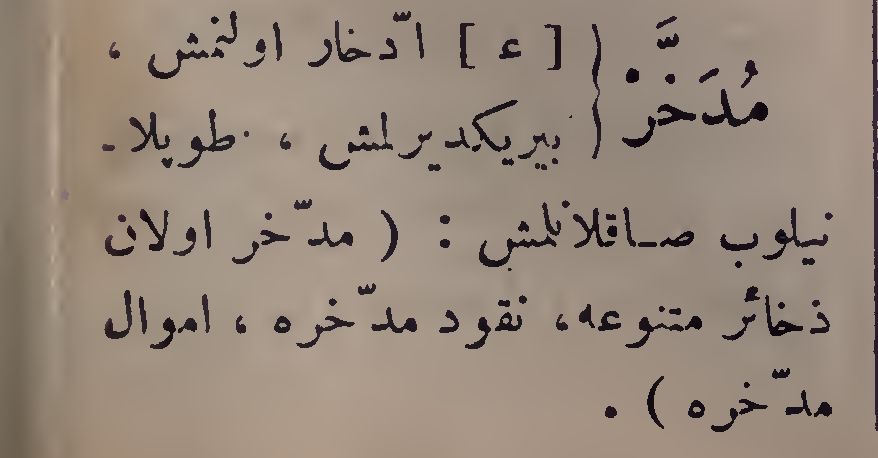 مُدَّخَرْ } [ ع ] ادّخار اولنمش ،
بیریکدیرلمش ، طوپلا-
نیلوب صاقلانلمش : ( مدّخر اولان
ذخائر متنوعه، نقود مدّخره ، اموال
مدّخره ) .